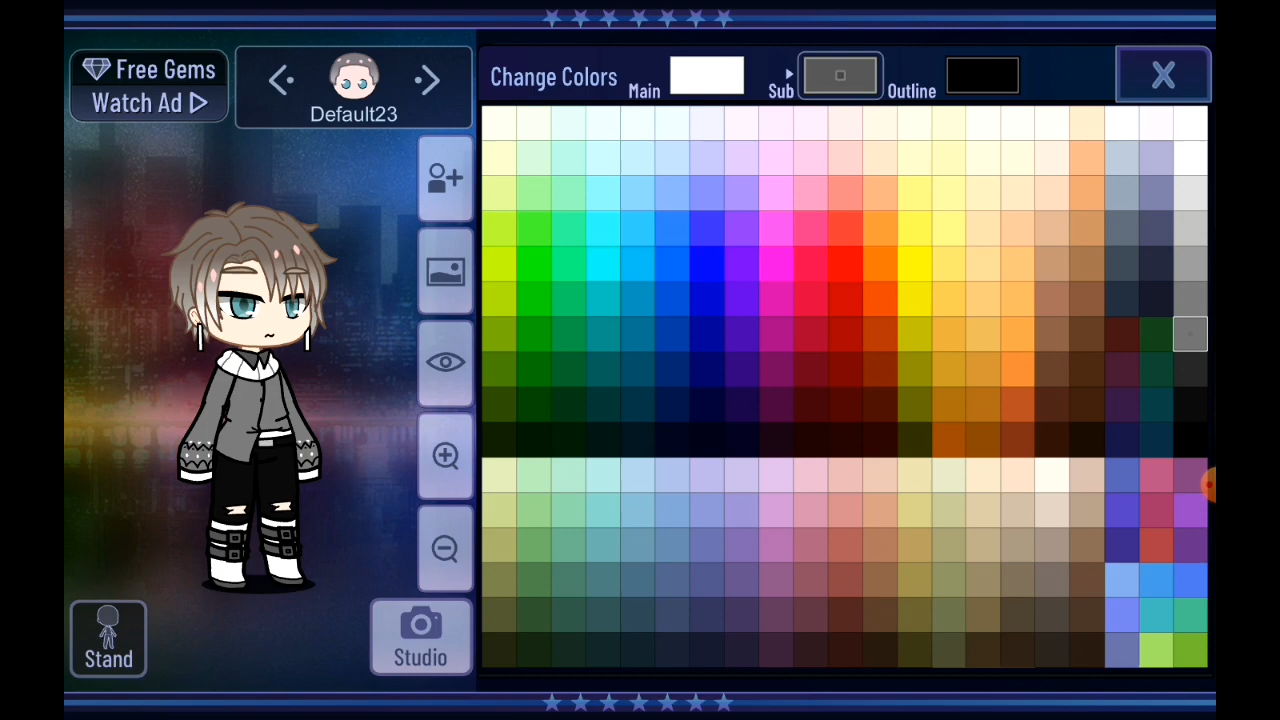 Free Gems
Watch Ad
Default23
Change Colors
Main
Sub
Outline
Stand
Studio